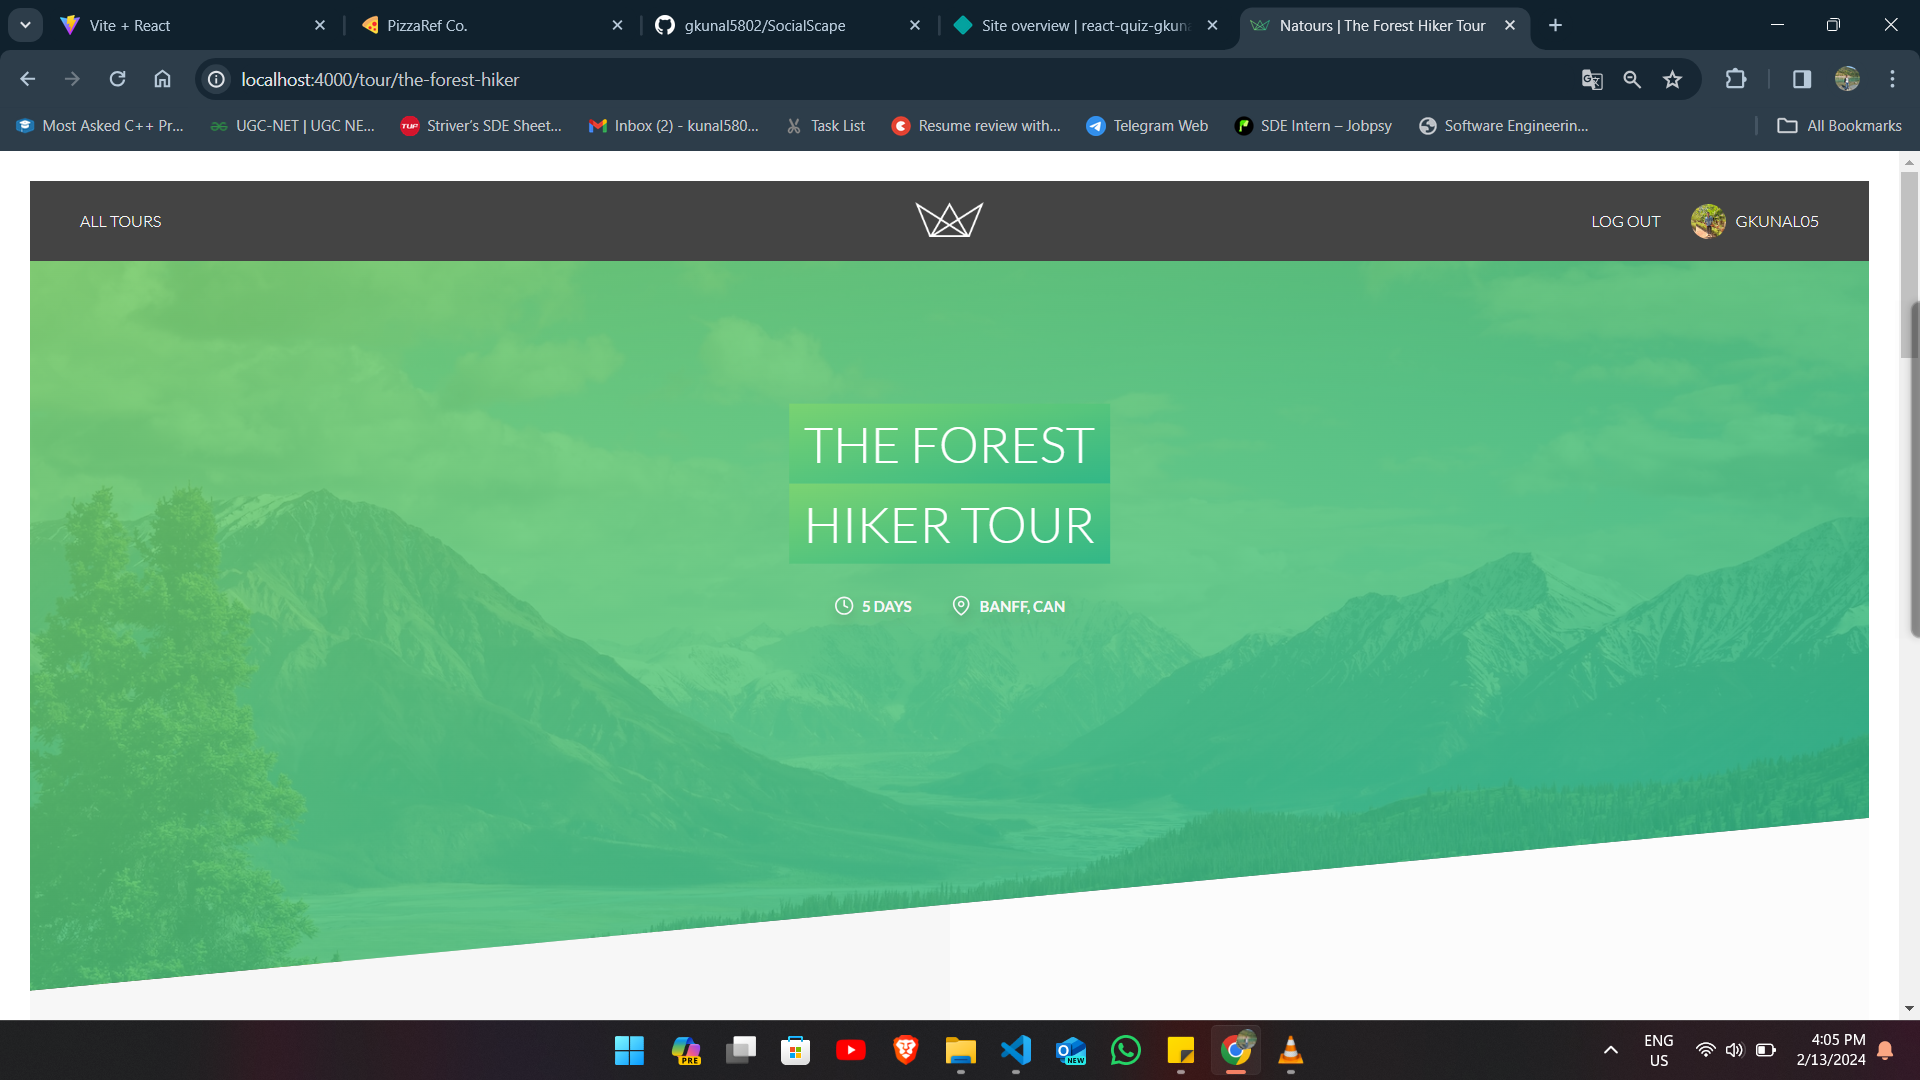 Vite + React
PizzaRef Co.
gkunal5802/SocialScape
Site overview | react-quiz-gkun
Natours | The Forest Hiker Tour
localhost:4000/tour/the-forest-hiker
Most Asked C++ Pr...
UGC-NET | UGC NE...
Striver's SDE Sheet...
Inbox (2) - kunal580...
Task List
Resume review with...
Telegram Web
SDE Intern – Jobpsy
Software Engineerin...
All Bookmarks
ALL TOURS
LOG OUT
GKUNAL05
THE FOREST
HIKER TOUR
5 DAYS
BANFF, CAN
PRE
NEW
ENG
US
4:05 PM
2/13/2024